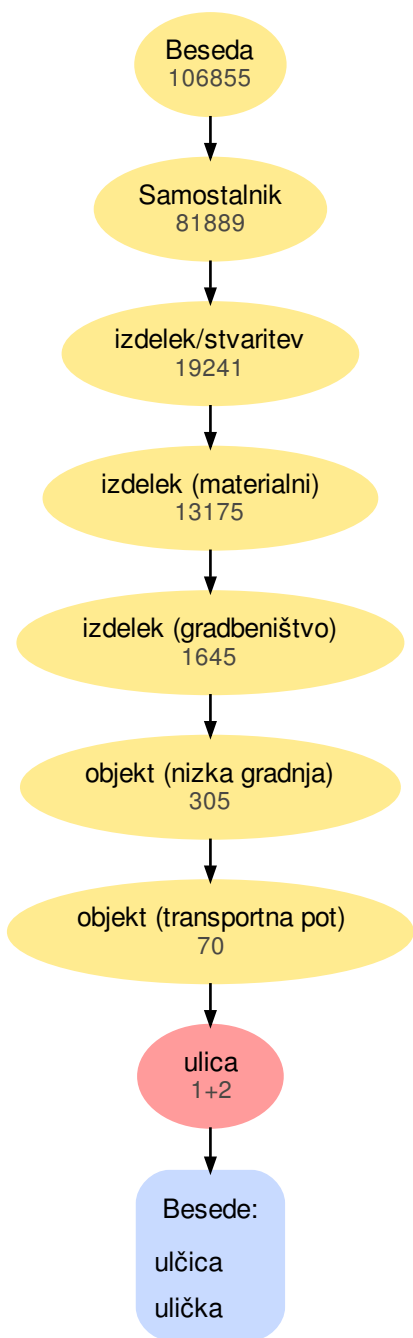 Beseda
106855
Samostalnik
81889
izdelek/stvaritev
19241
izdelek (materialni)
13175
izdelek (gradbeništvo)
1645
objekt (nizka gradnja)
305
objekt (transportna pot)
70
ulica
1+2
Besede:
ulčica
ulička